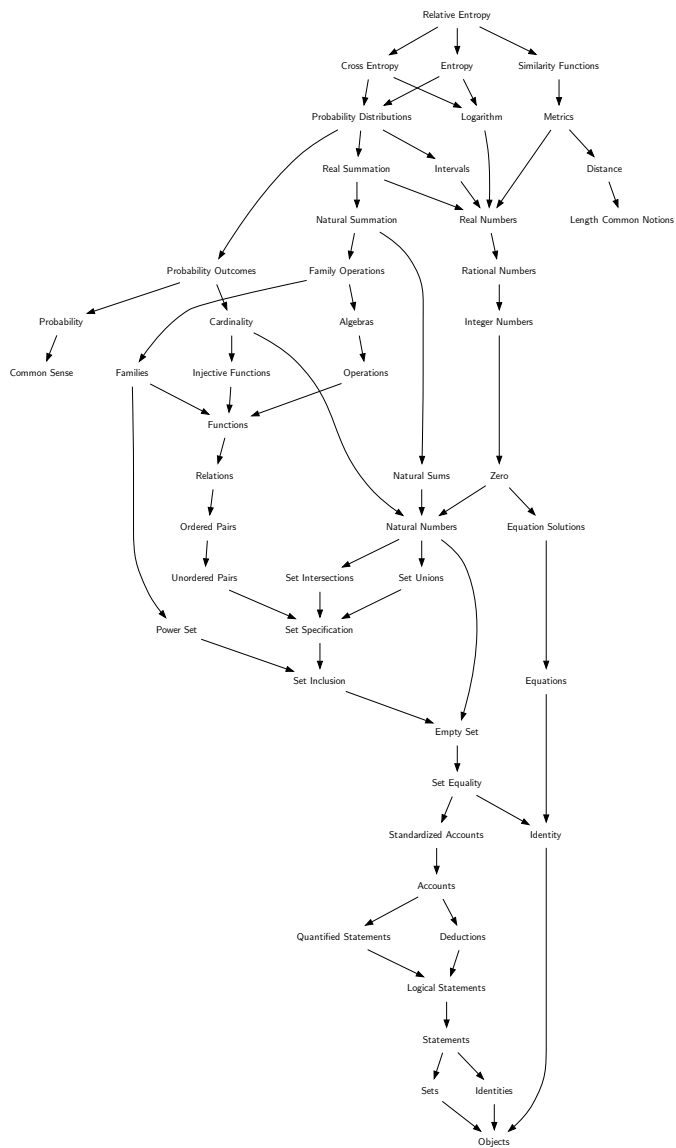 Relative Entropy
Cross Entropy
Entropy
Similarity Functions
Probability Distributions
Logarithm
Metrics
Real Summation
Intervals
Distance
Natural Summation
Real Numbers
Length Common Notions
Probability Outcomes
Family Operations
Rational Numbers
Probability
Cardinality
Algebras
Integer Numbers
Common Sense
Families
Injective Functions
Operations
Functions
Relations
Natural Sums
Zero
Ordered Pairs
Natural Numbers
Equation Solutions
Unordered Pairs
Set Intersections
Set Unions
Power Set
Set Specification
Set Inclusion
Equations
Empty Set
Set Equality
Standardized Accounts
Identity
Accounts
Quantified Statements
Deductions
Logical Statements
Statements
Sets
Identities
Objects